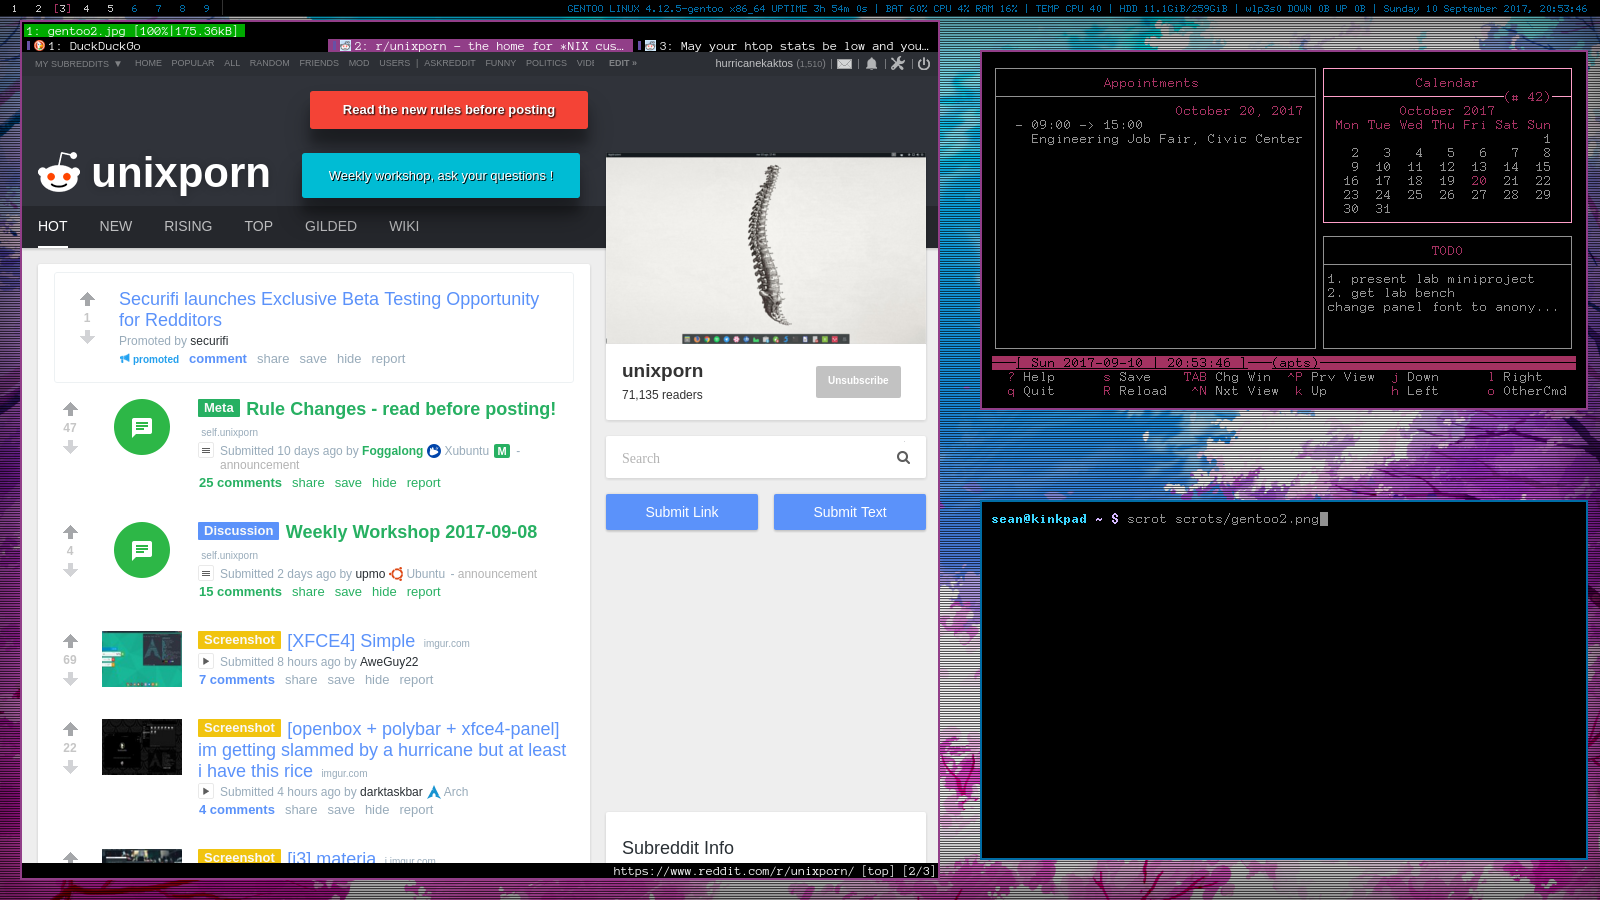 1 2 [3] 4 5 6 7 8 9
GENTOO LINUX 4.12.5-gentoo x86_64 UPTIME 3h 54m 0s | BAT 60% CPU 4% RAM 16% | TEMP CPU 40 | HDD 11.1GiB/259GiB | wlp3s0 DOWN 0B UP 0B | Sunday 10 September 2017, 20:53:46
1: gentoo2.jpg [100%|175.36kB]
1: DuckDuckGo
2: r/unixporn - the home for *NIX cus…
3: May your htop stats be low and you…
MY SUBREDDITS ▼ HOME POPULAR ALL RANDOM FRIENDS MOD USERS | ASKREDDIT FUNNY POLITICS VIDE EDIT »
hurricanekaktos (1,510) | | | |
Read the new rules before posting
unixporn
Weekly workshop, ask your questions !
HOT NEW RISING TOP GILDED WIKI
Securifi launches Exclusive Beta Testing Opportunity
for Redditors
1
Promoted by securifi
promoted comment share save hide report
Meta Rule Changes - read before posting!
47
self.unixporn
Submitted 10 days ago by Foggalong Xubuntu M -
announcement
25 comments share save hide report
Discussion Weekly Workshop 2017-09-08
4
self.unixporn
Submitted 2 days ago by upmo Ubuntu - announcement
15 comments share save hide report
Screenshot [XFCE4] Simple imgur.com
69
Submitted 8 hours ago by AweGuy22
7 comments share save hide report
Screenshot [openbox + polybar + xfce4-panel]
22
im getting slammed by a hurricane but at least
i have this rice imgur.com
Submitted 4 hours ago by darktaskbar Arch
4 comments share save hide report
Screenshot [i3] materia i.imgur.com
unixporn
71,135 readers
Unsubscribe
Search
Submit Link
Submit Text
Subreddit Info
https://www.reddit.com/r/unixporn/ [top] [2/3]
Appointments
October 20, 2017
- 09:00 -> 15:00
Engineering Job Fair, Civic Center
Calendar
(# 42)
October 2017
Mon Tue Wed Thu Fri Sat Sun
1
2 3 4 5 6 7 8
9 10 11 12 13 14 15
16 17 18 19 20 21 22
23 24 25 26 27 28 29
30 31
TODO
1. present lab miniproject
2. get lab bench
change panel font to anony...
[ Sun 2017-09-10 | 20:53:46 ] (apts)
? Help s Save TAB Chg Win ^P Prv View j Down l Right
q Quit R Reload ^N Nxt View k Up h Left o OtherCmd
sean@kinkpad ~ $ scrot scrots/gentoo2.png